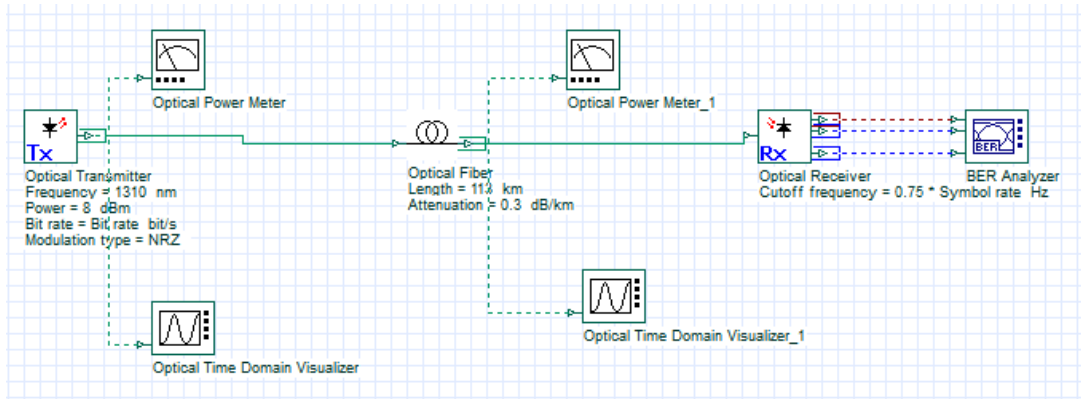 Optical Power Meter
Optical Power Meter_1
Tx
Rx
BER
Optical Transmitter
Frequency = 1310 nm
Power = 8 dBm
Bit rate = Bit rate bit/s
Modulation type = NRZ
Optical Fiber
Length = km
Attenuation = 0.3 dB/km
Optical Receiver
Cutoff frequency = 0.75 * Symbol rate Hz
BER Analyzer
Optical Time Domain Visualizer
Optical Time Domain Visualizer_1